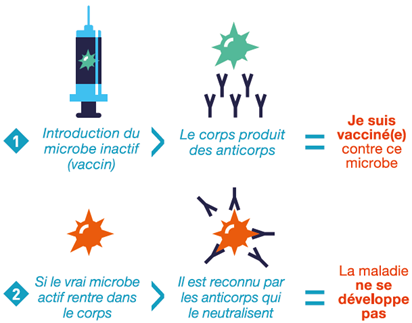 1
Introduction du
microbe inactif
(vaccin)
>
Le corps produit
des anticorps
=
Je suis
vacciné(e)
contre ce
microbe
2
Si le vrai microbe
actif rentre dans
le corps
>
Il est reconnu par
les anticorps qui
le neutralisent
=
La maladie
ne se
développe
pas